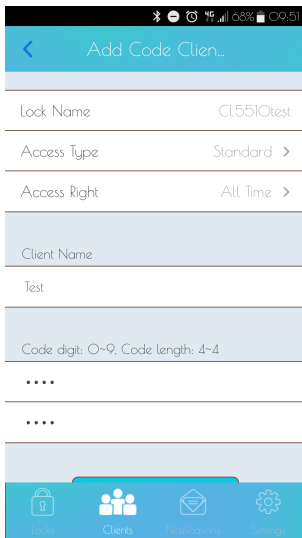 4G 68% 09:51
Add Code Clien...
Lock Name CL5510test
Access Type Standard >
Access Right All Time >
Client Name
Test
Code digit: 0~9, Code length: 4~4
••••
••••
Locks Clients Notifications Settings